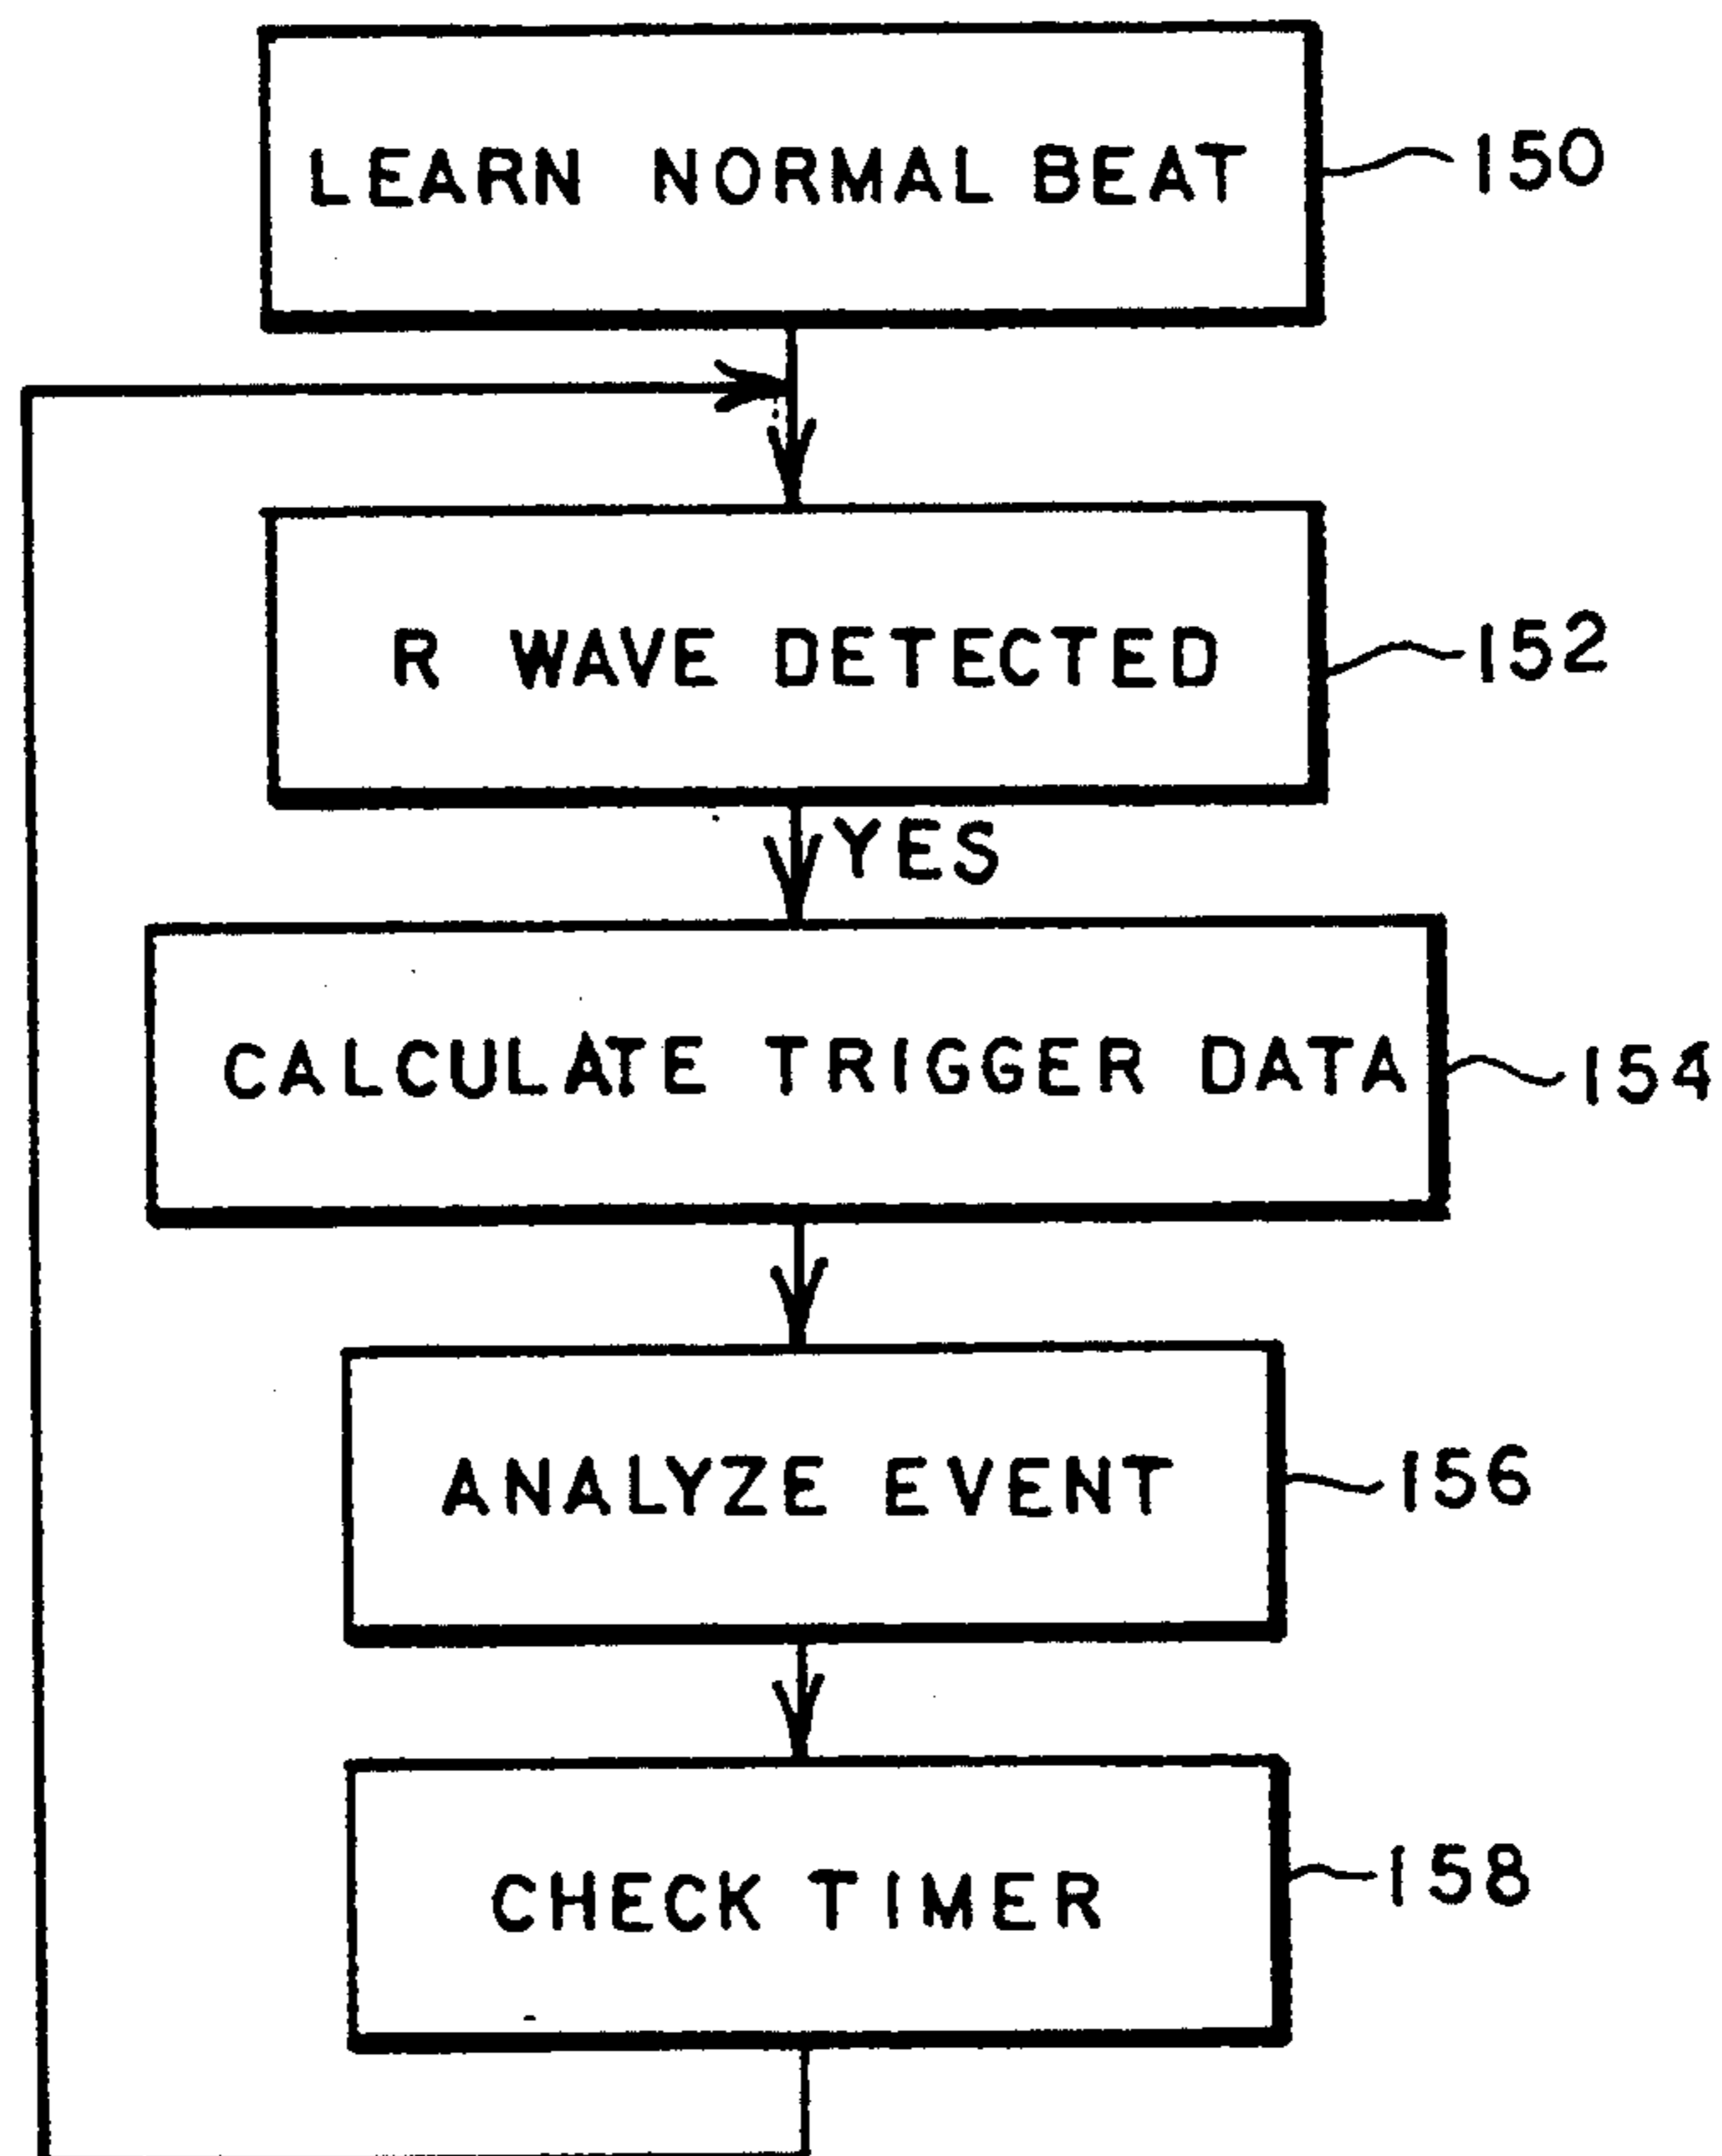 LEARN NORMAL BEAT
150
R WAVE DETECTED
152
YES
CALCULATE TRIGGER DATA
154
ANALYZE EVENT
156
CHECK TIMER
158